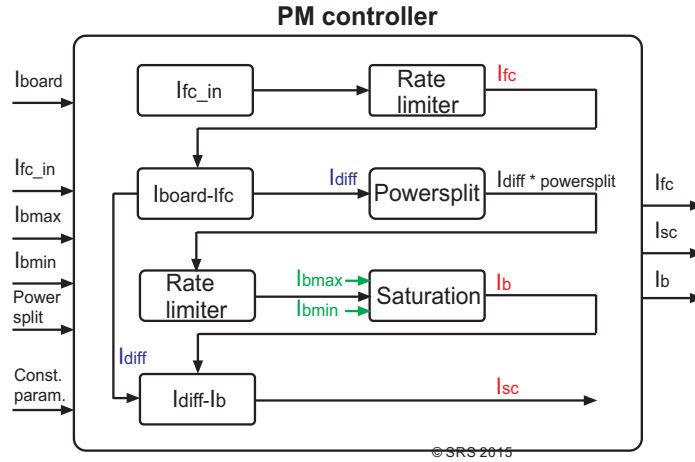 PM controller
Iboard
Ifc_in
Ibmax
Ibmin
Power
split
Const.
param.
Ifc_in
Rate
limiter
Ifc
Iboard-Ifc
Idiff
Powersplit
Idiff * powersplit
Rate
limiter
Ibmax
Ibmin
Saturation
Ib
Idiff
Idiff-Ib
Isc
Ifc
Isc
Ib
© SRS 2015